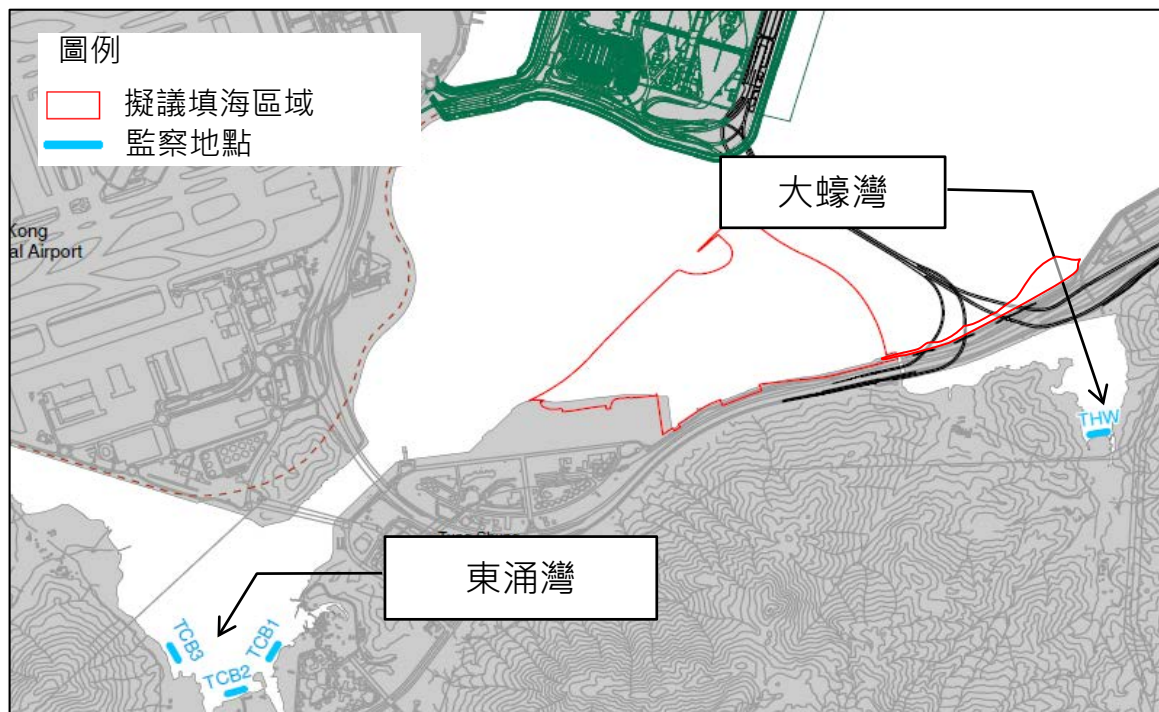 圖例
擬議填海區域
監察地點
大蠔灣
Kong
al Airport
THW
東涌灣
TCB3
TCB1
TCB2